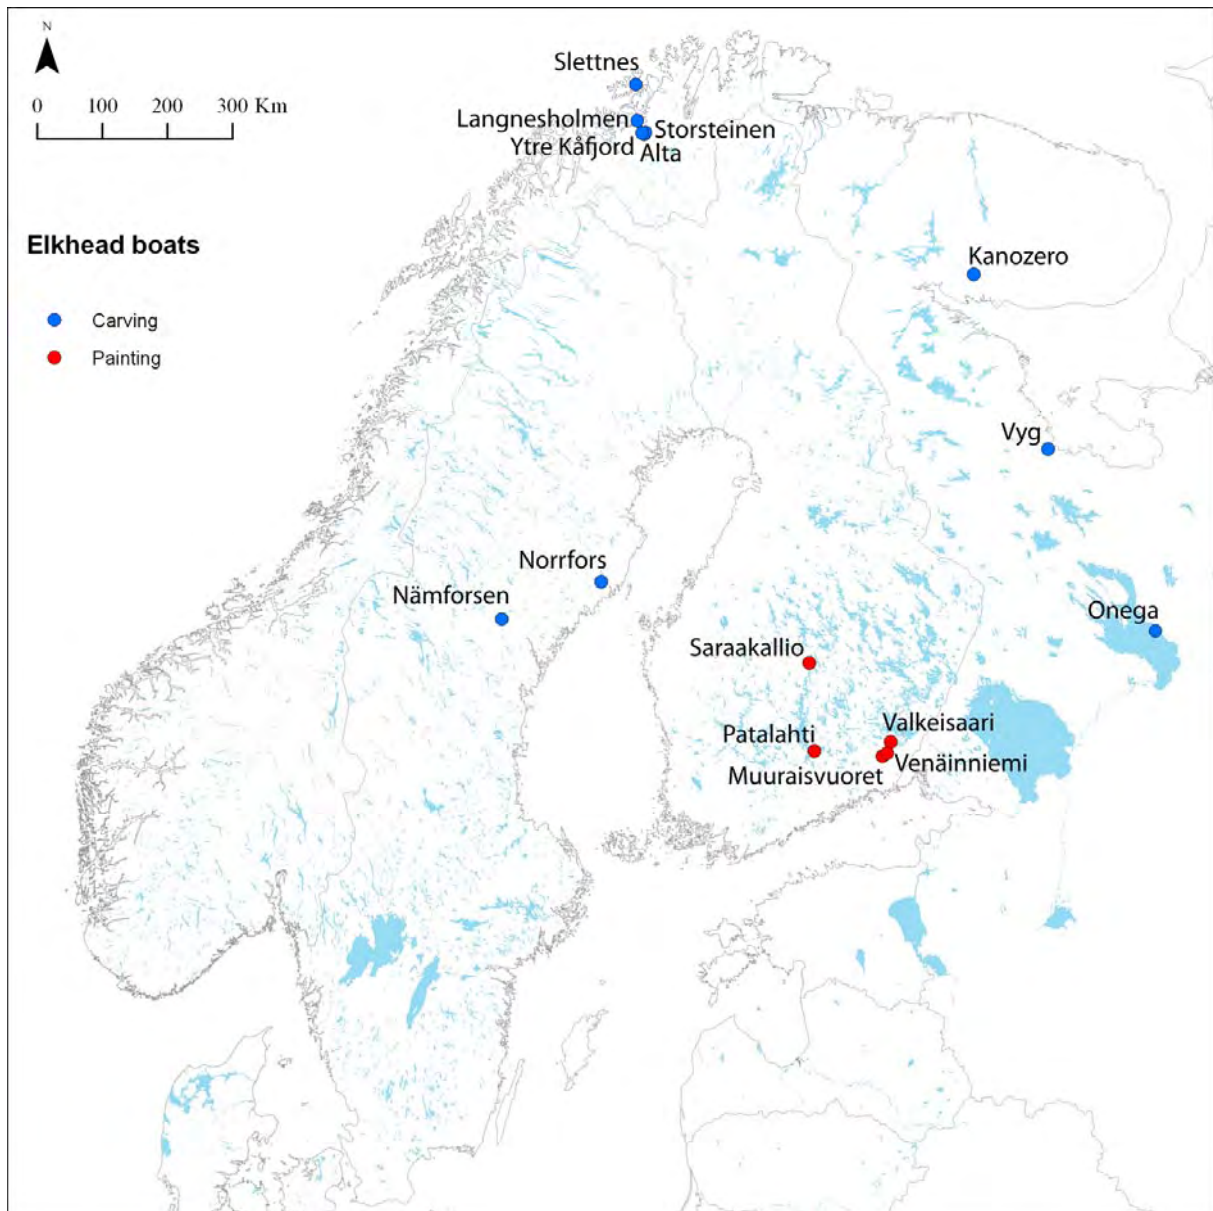 N
0 100 200 300 Km
Elkhead boats
Carving
Painting
Slettnes
Langnesholmen
Storsteinen
Ytre Kåfjord
Alta
Kanozero
Vyg
Norrfors
Nämforsen
Onega
Saraakallio
Valkeisaari
Patalahti
Venäinniemi
Muuraisvuoret